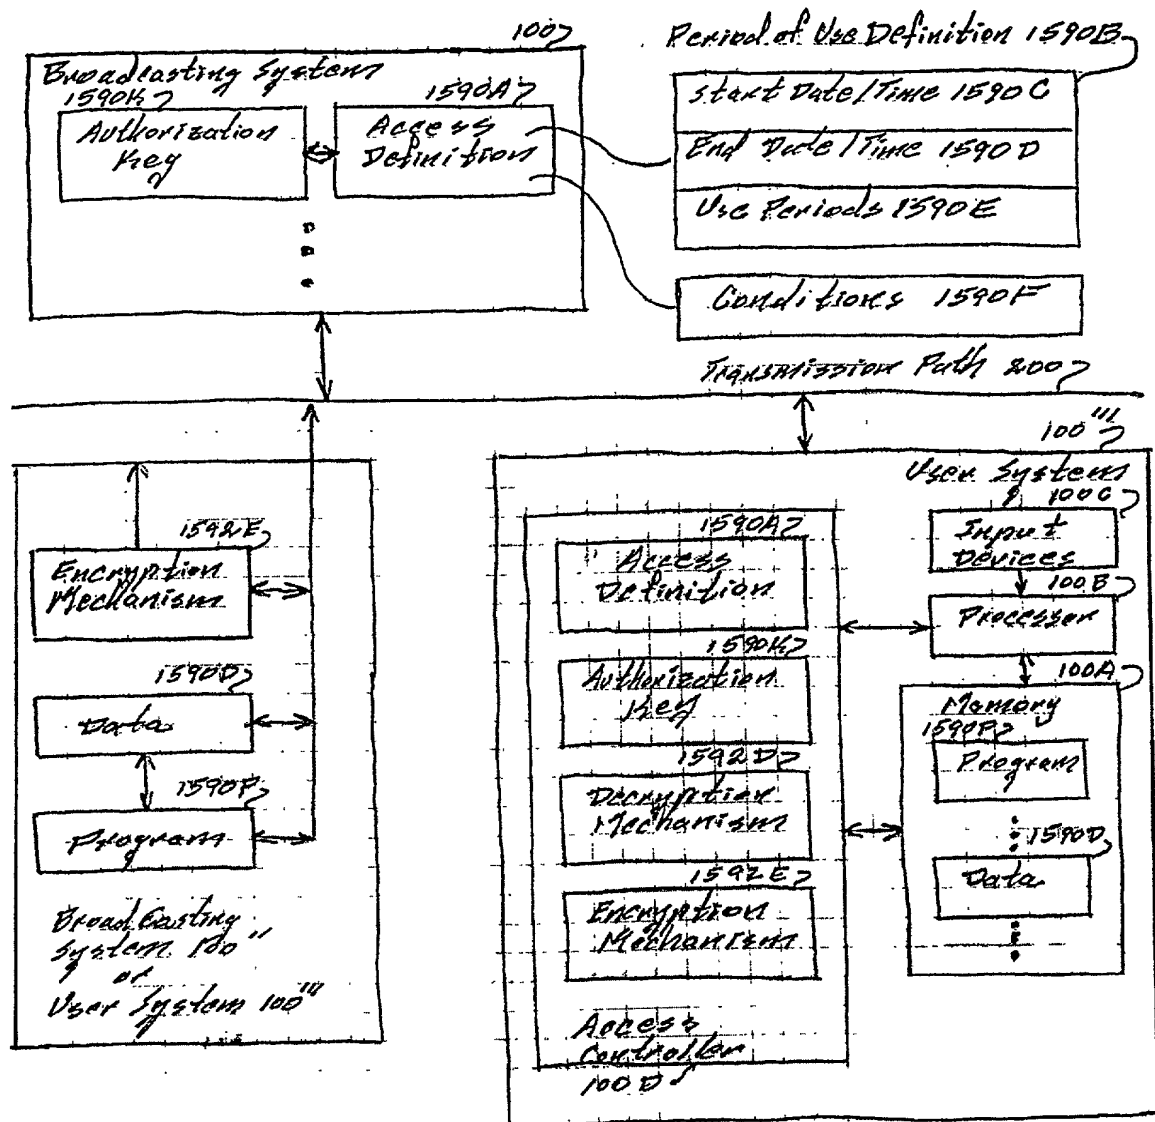 100
Broadcasting System
1590K
Authorization
Key
1590A
Access
Definition
Period of Use Definition 1590B
Start Date/Time 1590C
End Date/Time 1590D
Use Periods 1590E
Conditions 1590F
Transmission Path 200
1592E
Encryption
Mechanism
1590D
Data
1590P
Program
Broadcasting
System 100"
or
User System 100'''
100'''
User System
1590A
Access
Definition
1590K
Authorization
Key
1592D
Decryption
Mechanism
1592E
Encryption
Mechanism
Access
Controller
100D
100C
Input
Devices
100B
Processor
100A
Memory
1590P
Program
1590D
Data